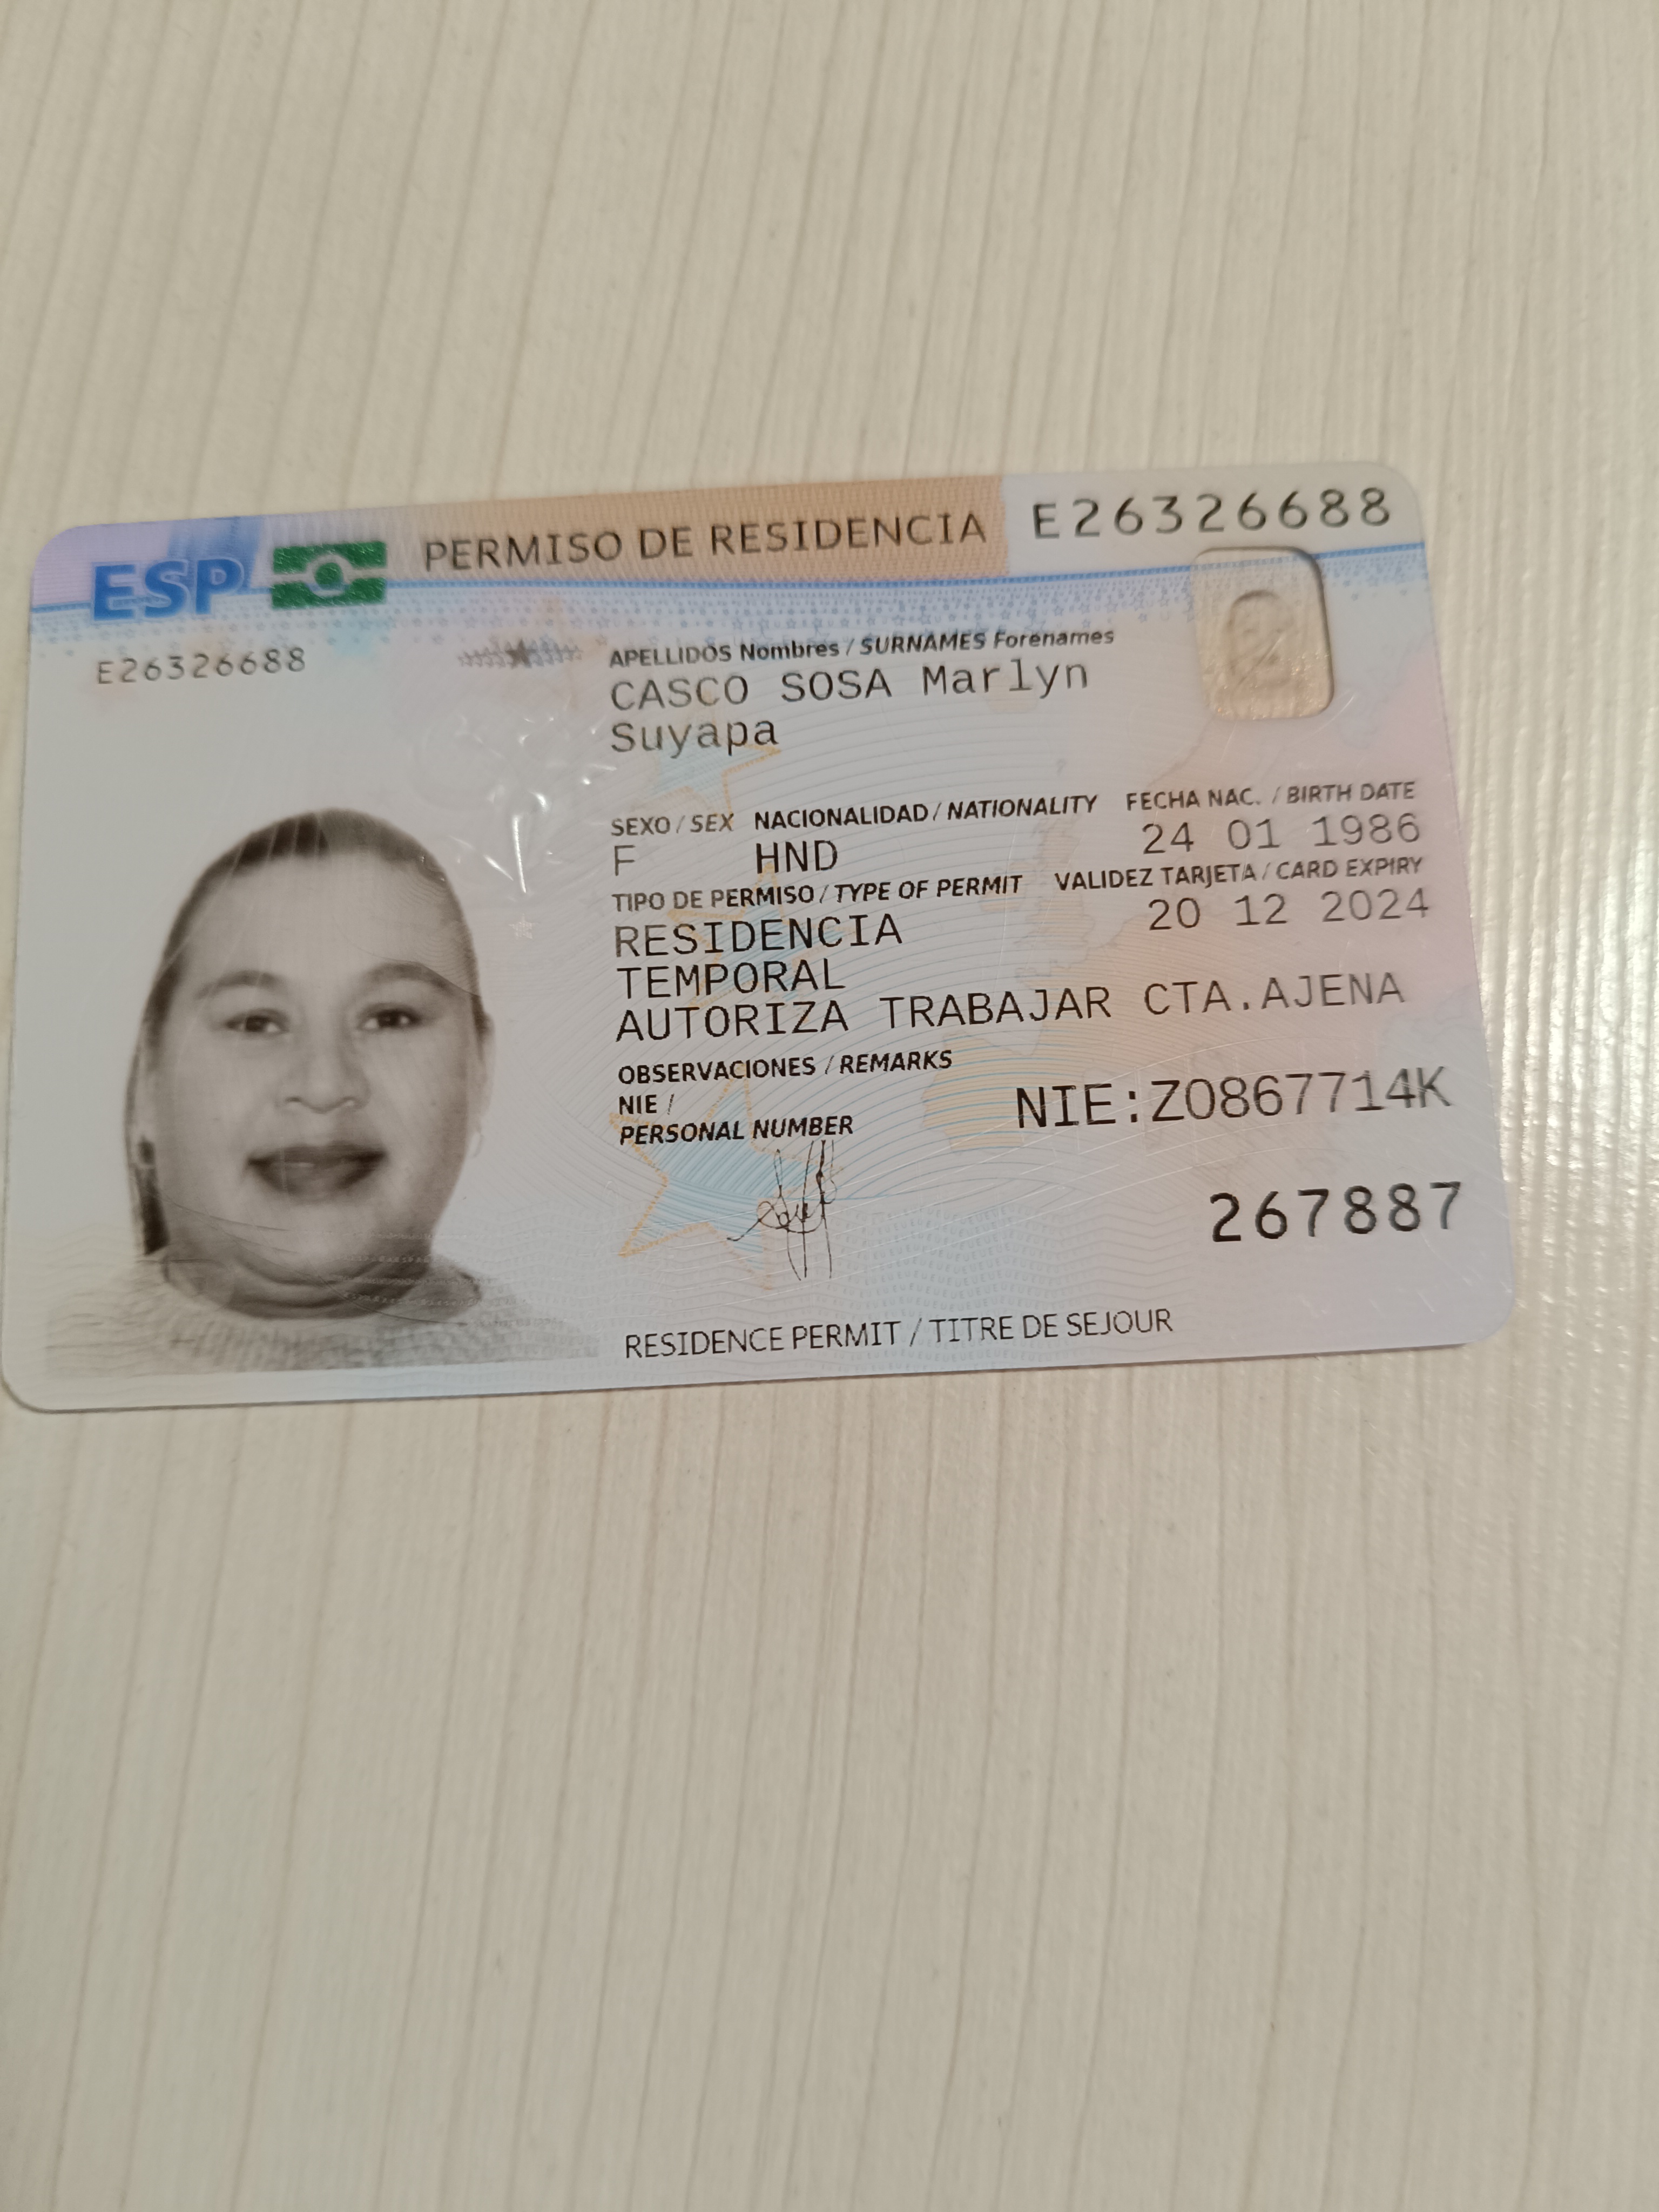 ESP PERMISO DE RESIDENCIA E26326688
E26326688
APELLIDOS Nombres / SURNAMES Forenames
CASCO SOSA Marlyn
Suyapa
SEXO / SEX NACIONALIDAD / NATIONALITY FECHA NAC. / BIRTH DATE
F HND 24 01 1986
TIPO DE PERMISO / TYPE OF PERMIT VALIDEZ TARJETA / CARD EXPIRY
RESIDENCIA 20 12 2024
TEMPORAL
AUTORIZA TRABAJAR CTA.AJENA
OBSERVACIONES / REMARKS
NIE /
PERSONAL NUMBER NIE:Z0867714K
267887
RESIDENCE PERMIT / TITRE DE SEJOUR